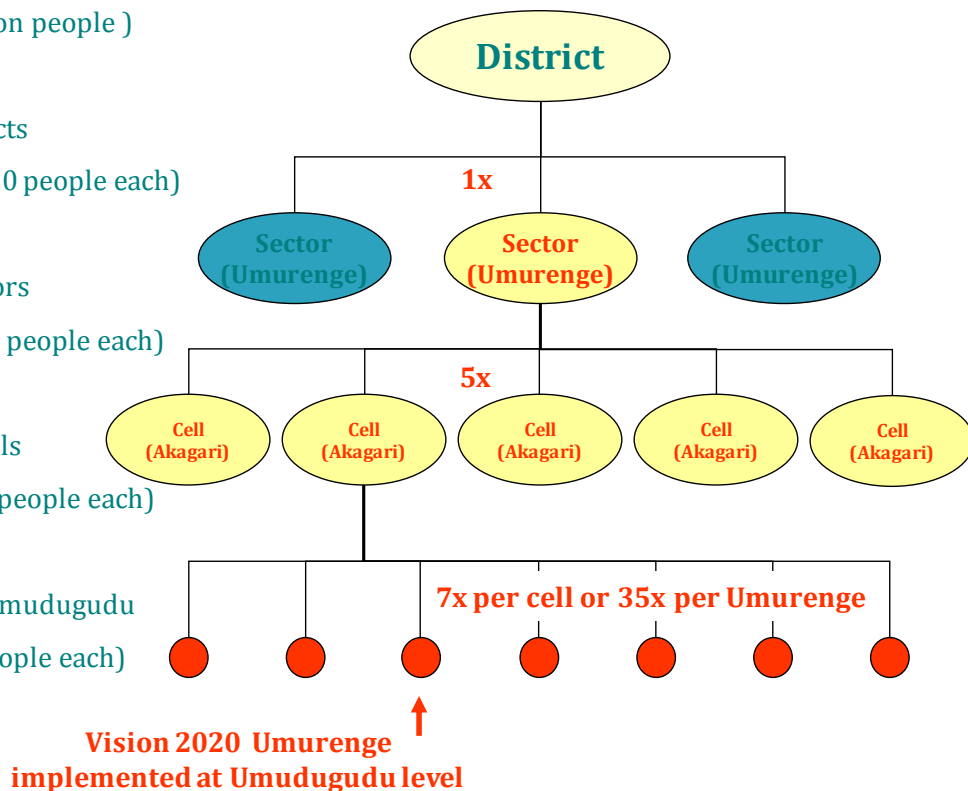 on people )
District
cts
0 people each)
1x
Sector
(Umurenge)
Sector
(Umurenge)
Sector
(Umurenge)
ors
people each)
5x
Cell
(Akagari)
Cell
(Akagari)
Cell
(Akagari)
Cell
(Akagari)
Cell
(Akagari)
ls
people each)
mudugudu
7x per cell or 35x per Umurenge
ople each)
Vision 2020 Umurenge
implemented at Umudugudu level